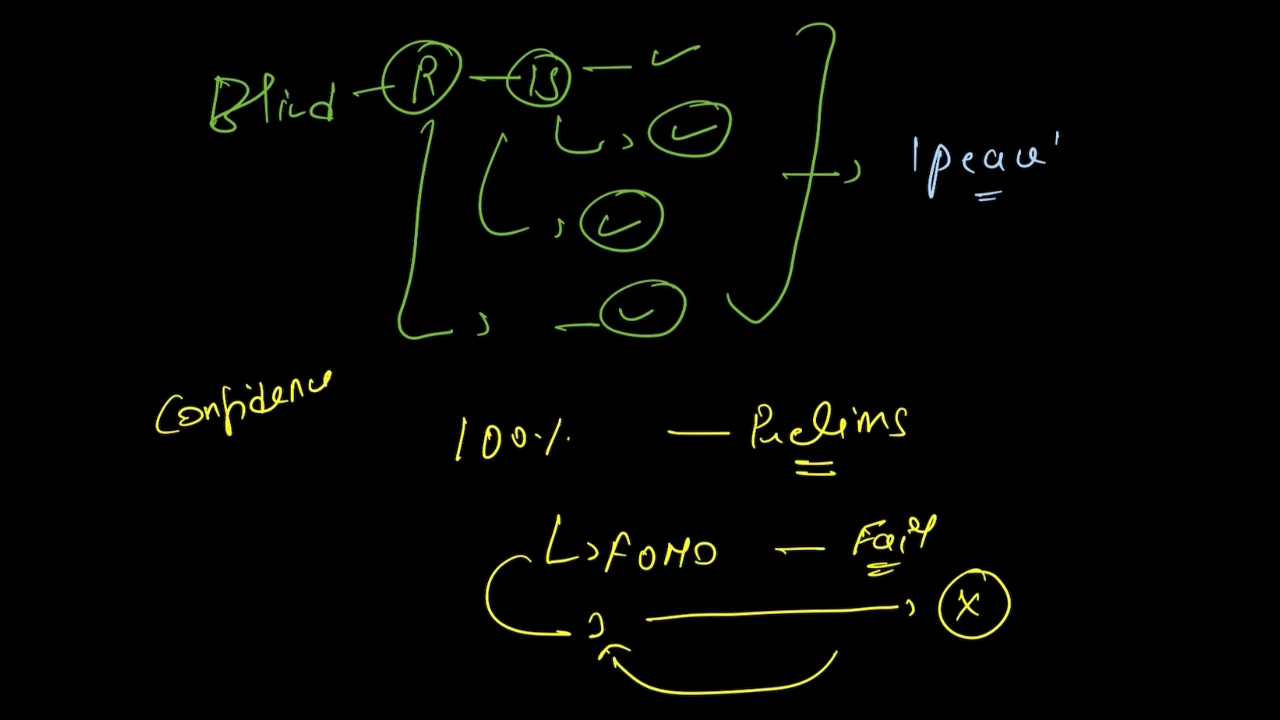 Blind - R - IS - ✓
✓
'peace'
✓
✓
Confidence
100% - Prelims
FOMO - Fail
X